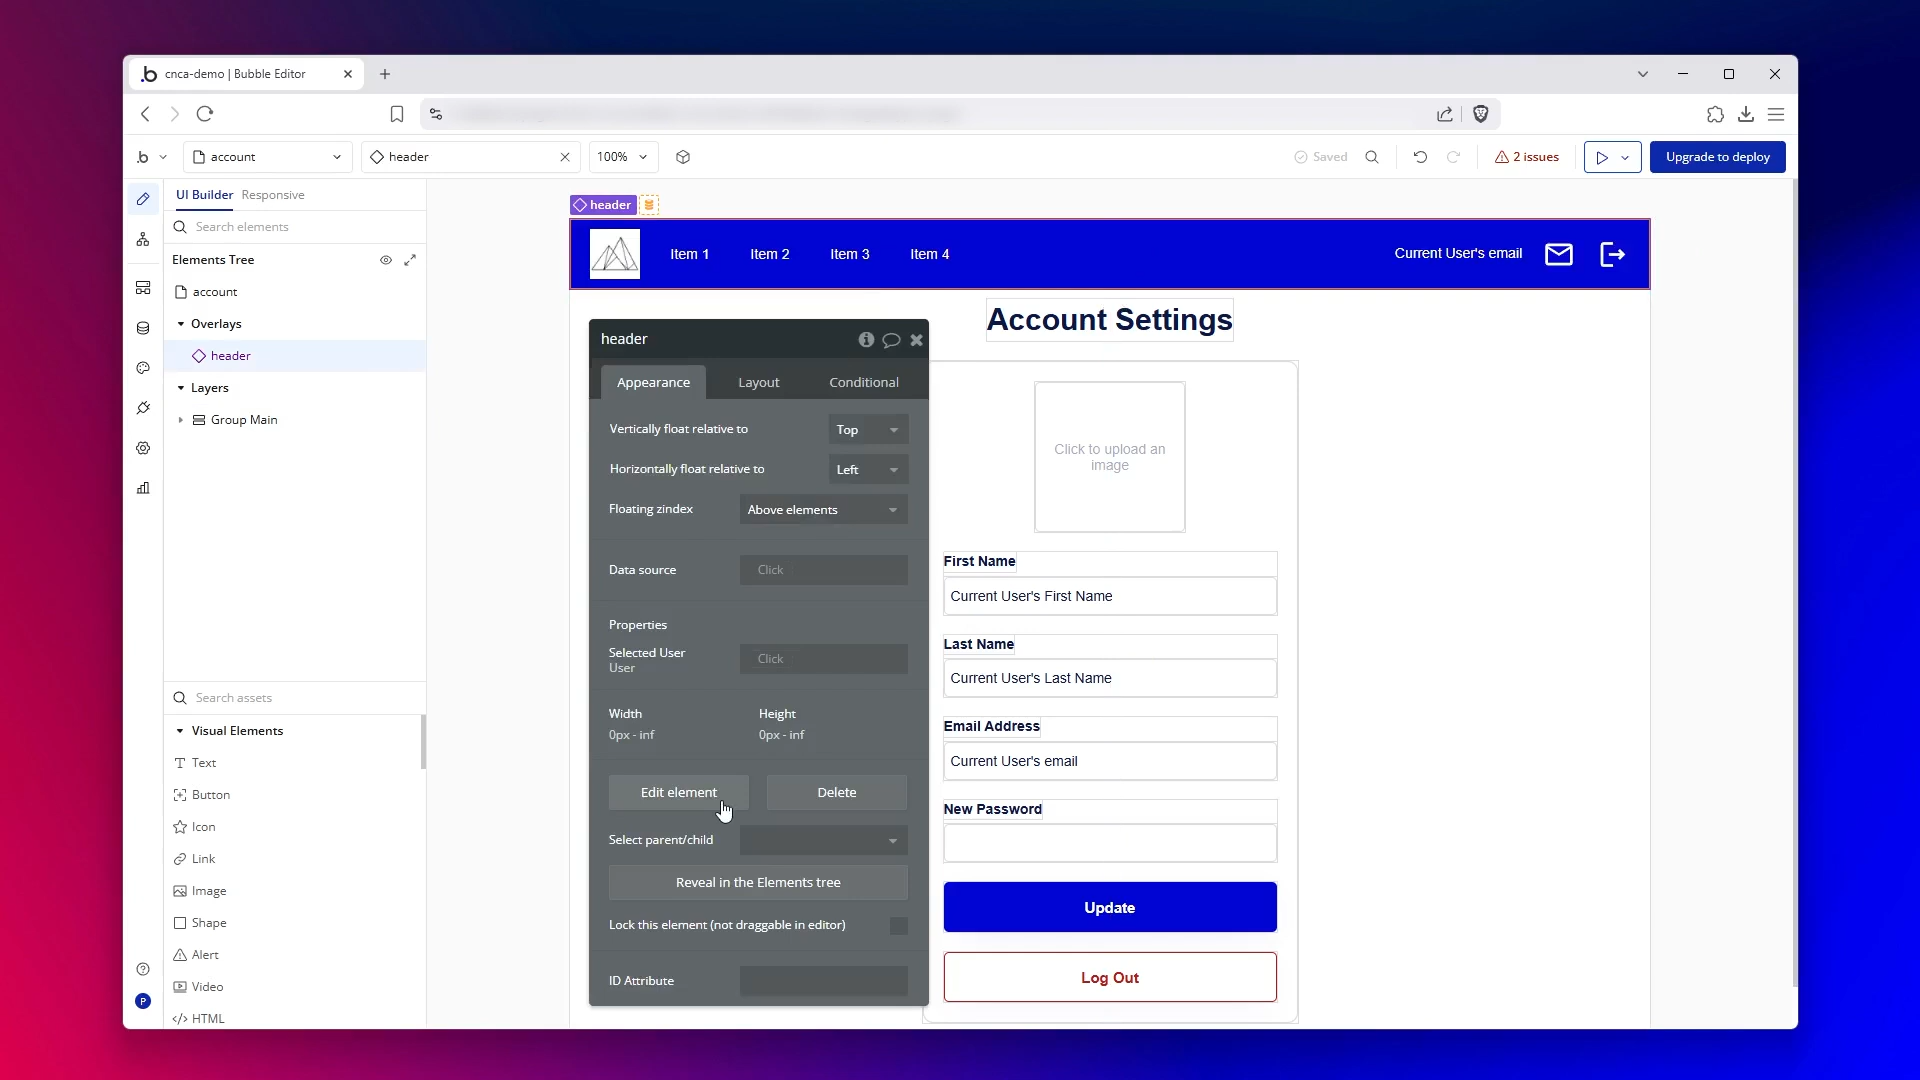 cnca-demo | Bubble Editor
account
header
100%
Saved
2 issues
Upgrade to deploy
UI Builder
Responsive
Search elements
Elements Tree
account
Overlays
header
Layers
Group Main
Search assets
Visual Elements
Text
Button
Icon
Link
Image
Shape
Alert
Video
HTML
P
header
Item 1
Item 2
Item 3
Item 4
Current User's email
Account Settings
header
Appearance
Layout
Conditional
Vertically float relative to
Top
Horizontally float relative to
Left
Floating zindex
Above elements
Data source
Click
Properties
Selected User
User
Click
Width
Height
0px - inf
0px - inf
Edit element
Delete
Select parent/child
Reveal in the Elements tree
Lock this element (not draggable in editor)
ID Attribute
Click to upload an
image
First Name
Current User's First Name
Last Name
Current User's Last Name
Email Address
Current User's email
New Password
Update
Log Out